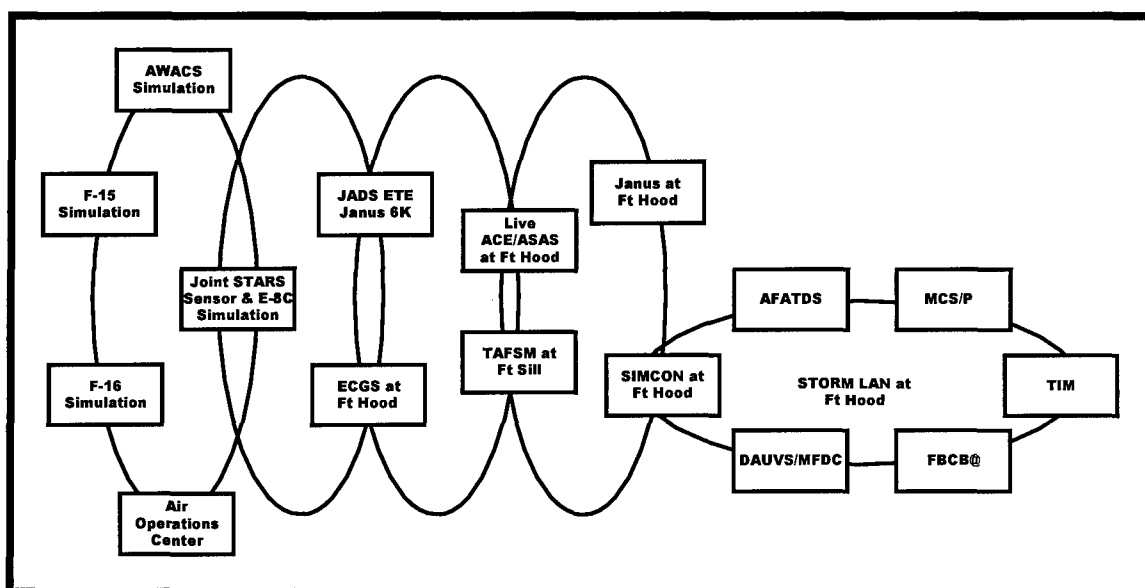 AWACS
Simulation
F-15
Simulation
JADS ETE
Janus 6K
Janus at
Ft Hood
Live
ACE/ASAS
at Ft Hood
Joint STARS
Sensor & E-8C
Simulation
AFATDS
MCS/P
F-16
Simulation
ECGS at
Ft Hood
TAFSM at
Ft Sill
SIMCON at
Ft Hood
STORM LAN at
Ft Hood
TIM
DAUVS/MFDC
FBCB@
Air
Operations
Center